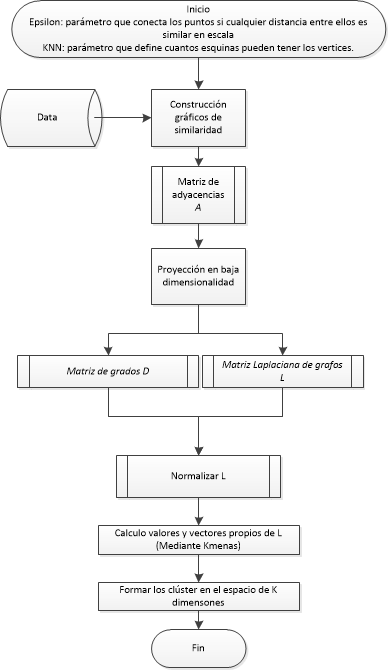 Inicio
Epsilon: parámetro que conecta los puntos si cualquier distancia entre ellos es
similar en escala
KNN: parámetro que define cuantos esquinas pueden tener los vertices.
Data
Construcción
gráficos de
similaridad
Matriz de
adyacencias
A
Proyección en baja
dimensionalidad
Matriz de grados D
Matriz Laplaciana de grafos
L
Normalizar L
Calculo valores y vectores propios de L
(Mediante Kmenas)
Formar los clúster en el espacio de K
dimensones
Fin